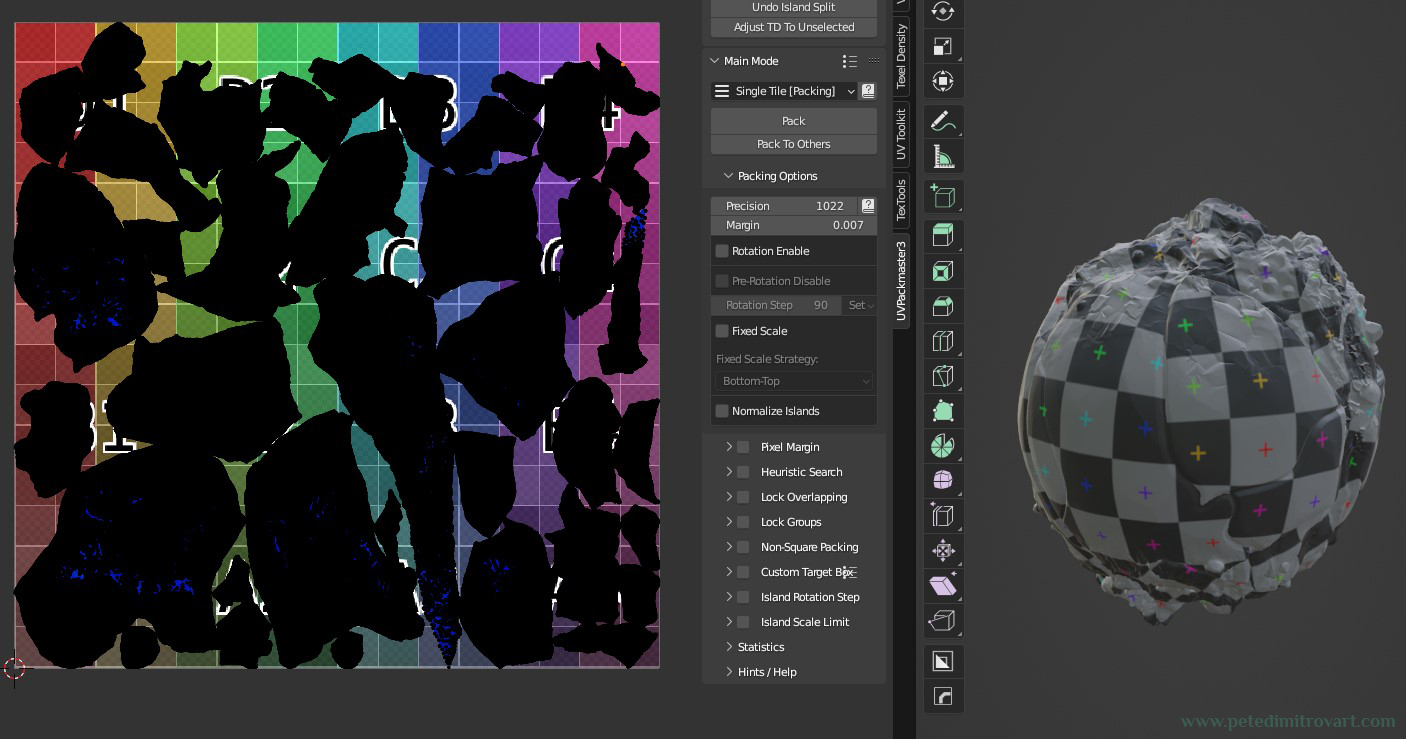 Undo Island Split
Adjust TD To Unselected
Main Mode
Single Tile [Packing]
?
Pack
Pack To Others
Packing Options
Precision 1022 ?
Margin 0.007
Rotation Enable
Pre-Rotation Disable
Rotation Step 90 Set
Fixed Scale
Fixed Scale Strategy:
Bottom-Top
Normalize Islands
Pixel Margin
Heuristic Search
Lock Overlapping
Lock Groups
Non-Square Packing
Custom Target Box
Island Rotation Step
Island Scale Limit
Statistics
Hints / Help
Texel Density
UV Toolkit
TexTools
UVPackmaster3
www.petedimitrovart.com